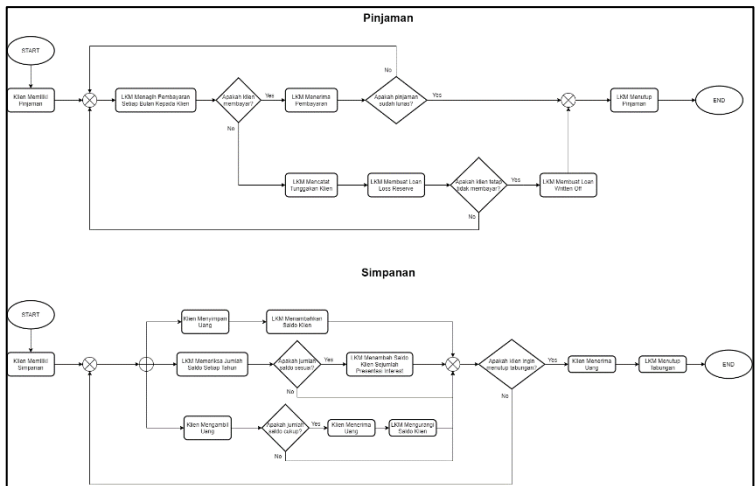 Pinjaman
START
Klien Memiliki
Pinjaman
LKM Menagih Pembayaran
Setiap Bulan Kepada Klien
Apakah klien
membayar?
Yes
LKM Menerima
Pembayaran
Apakah pinjaman
sudah lunas?
No
Yes
LKM Menutup
Pinjaman
END
No
LKM Mencatat
Tunggakan Klien
LKM Membuat Loan
Loss Reserve
Apakah klien tetap
tidak membayar?
Yes
LKM Membuat Loan
Written Off
No
Simpanan
START
Klien Memiliki
Simpanan
Klien Menyimpan
Uang
LKM Menambahkan
Saldo Klien
LKM Memeriksa Jumlah
Saldo Setiap Tahun
Apakah jumlah
saldo sesuai?
Yes
LKM Menambah Saldo
Klien Sejumlah
Presentasi Interest
No
Klien Mengambil
Uang
Apakah jumlah
saldo cukup?
Yes
Klien Menerima
Uang
LKM Mengurangi
Saldo Klien
No
Apakah klien ingin
menutup tabungan?
Yes
Klien Menerima
Uang
LKM Menutup
Tabungan
END
No